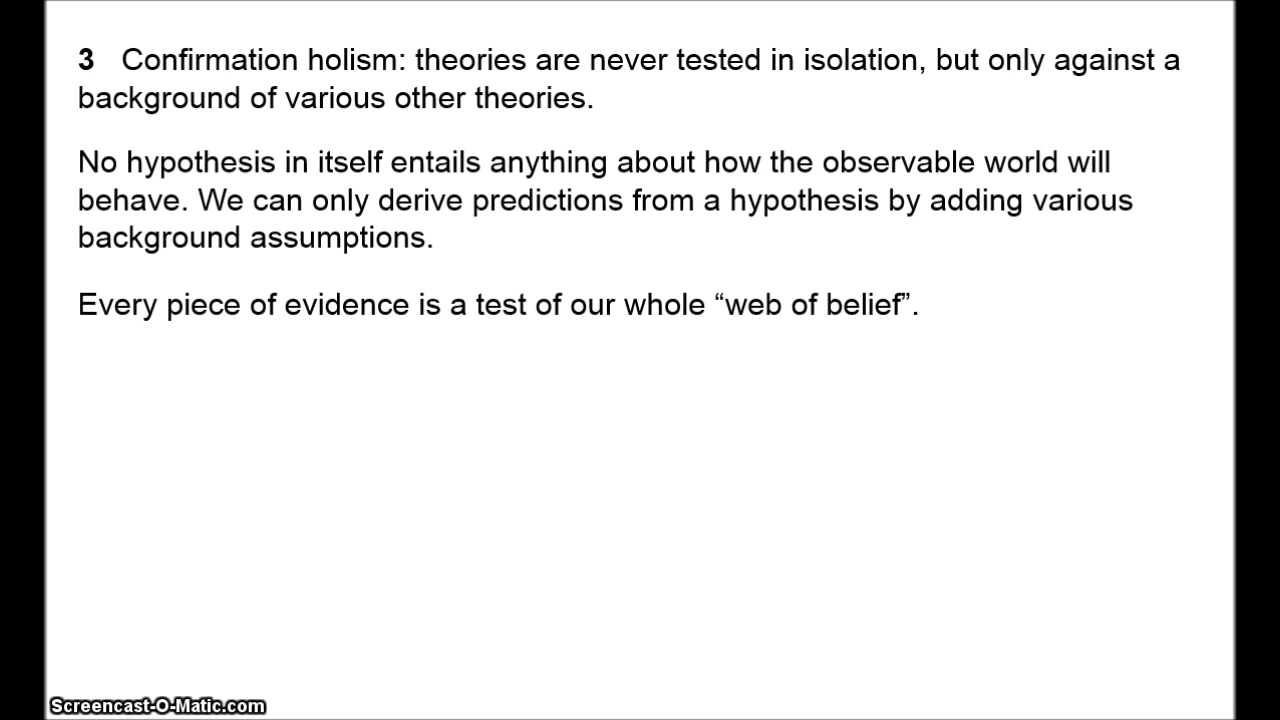 3 Confirmation holism: theories are never tested in isolation, but only against a
background of various other theories.
No hypothesis in itself entails anything about how the observable world will
behave. We can only derive predictions from a hypothesis by adding various
background assumptions.
Every piece of evidence is a test of our whole “web of belief”.
Screencast-O-Matic.com